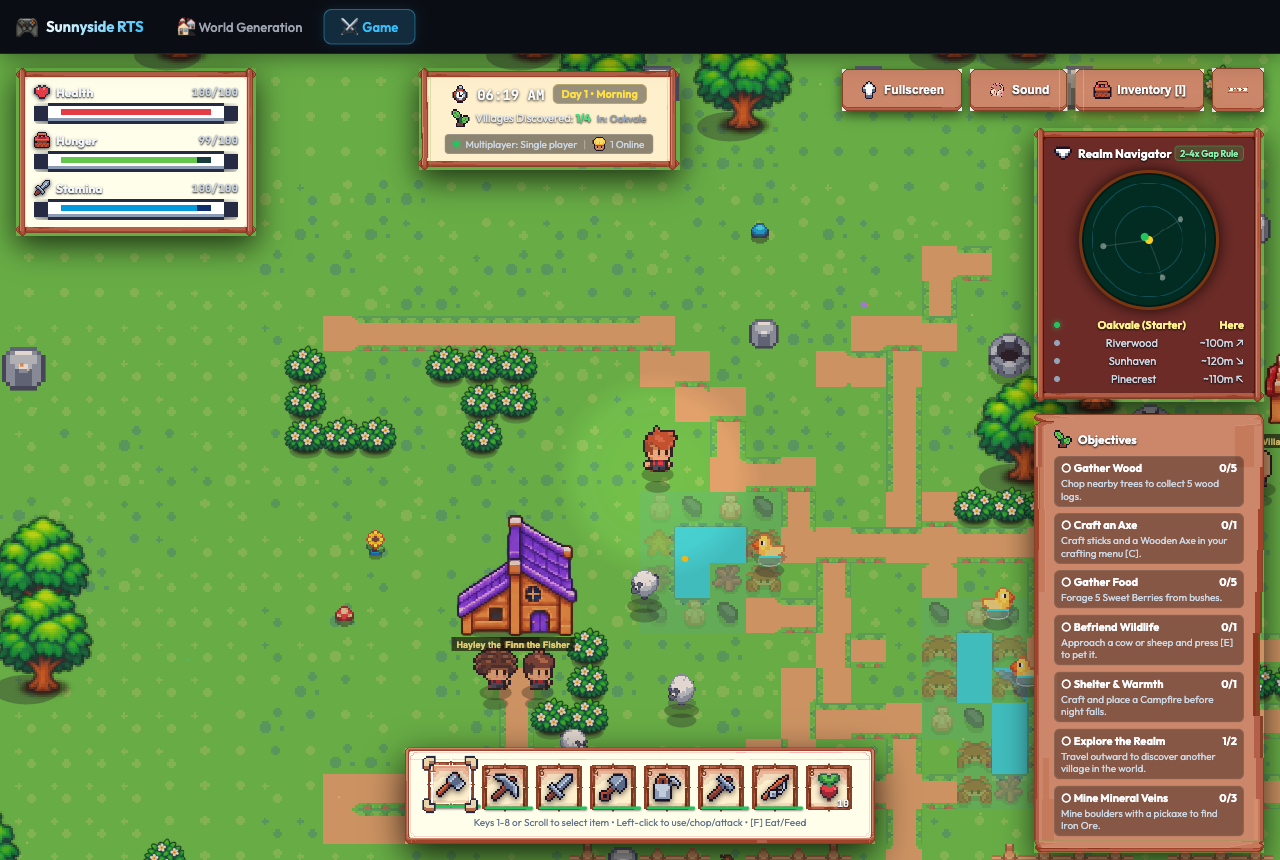 Sunnyside RTS
World Generation
Game
Health 100/100
Hunger 99/100
Stamina 100/100
06:19 AM Day 1 • Morning
Villages Discovered: 1/4 In: Oakvale
Multiplayer: Single player | 1 Online
Fullscreen
Sound
Inventory [I]
Realm Navigator 2-4x Gap Rule
Oakvale (Starter) Here
Riverwood ~100m ↗
Sunhaven ~120m ↘
Pinecrest ~110m ↖
Objectives
Gather Wood 0/5
Chop nearby trees to collect 5 wood
logs.
Craft an Axe 0/1
Craft sticks and a Wooden Axe in your
crafting menu [C].
Gather Food 0/5
Forage 5 Sweet Berries from bushes.
Befriend Wildlife 0/1
Approach a cow or sheep and press [E]
to pet it.
Shelter & Warmth 0/1
Craft and place a Campfire before
night falls.
Explore the Realm 1/2
Travel outward to discover another
village in the world.
Mine Mineral Veins 0/3
Mine boulders with a pickaxe to find
Iron Ore.
Hayley the Finn the Fisher
10
Keys 1-8 or Scroll to select item • Left-click to use/chop/attack • [F] Eat/Feed